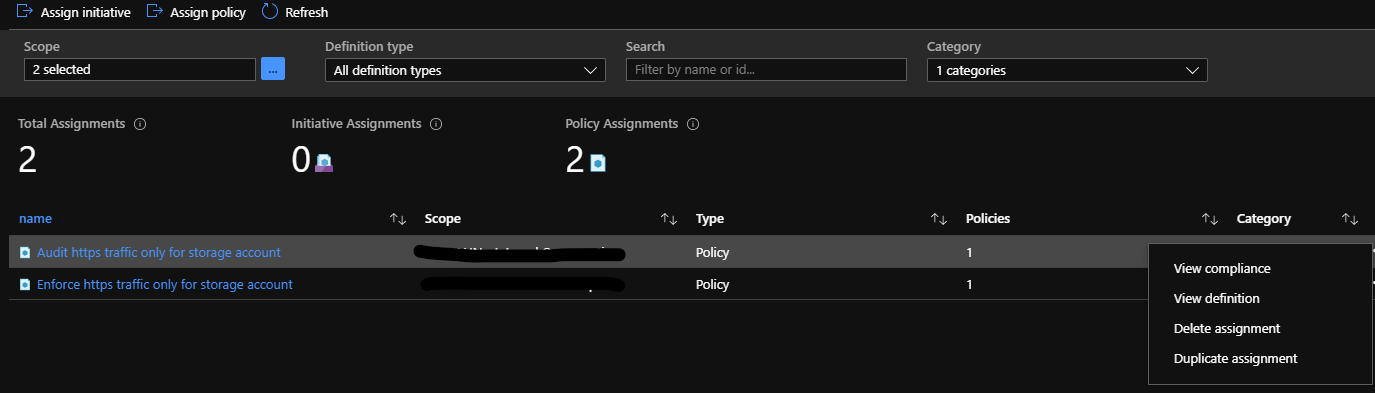 Assign initiative Assign policy Refresh
Scope Definition type Search Category
2 selected ... All definition types Filter by name or id... 1 categories
Total Assignments Initiative Assignments Policy Assignments
2 0 2
name Scope Type Policies Category
Audit https traffic only for storage account Policy 1
Enforce https traffic only for storage account Policy 1
View compliance
View definition
Delete assignment
Duplicate assignment